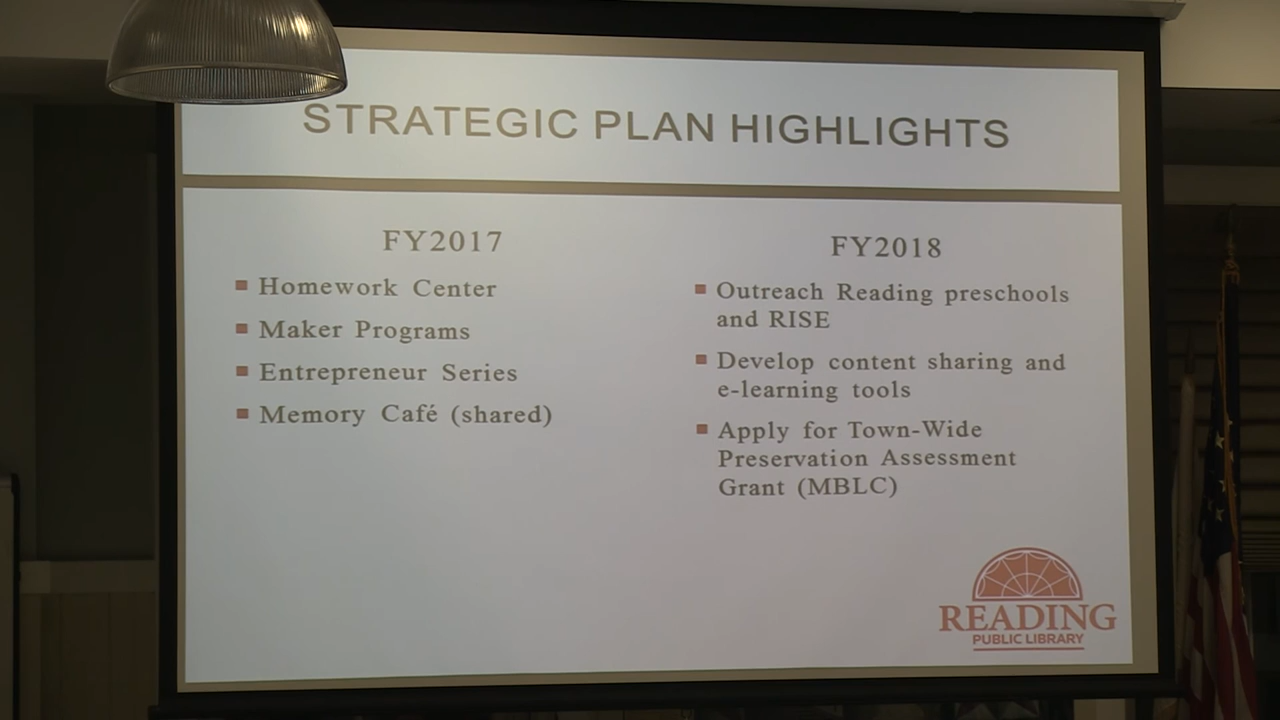 STRATEGIC PLAN HIGHLIGHTS
FY2017
Homework Center
Maker Programs
Entrepreneur Series
Memory Café (shared)
FY2018
Outreach Reading preschools
and RISE
Develop content sharing and
e-learning tools
Apply for Town-Wide
Preservation Assessment
Grant (MBLC)
READING
PUBLIC LIBRARY